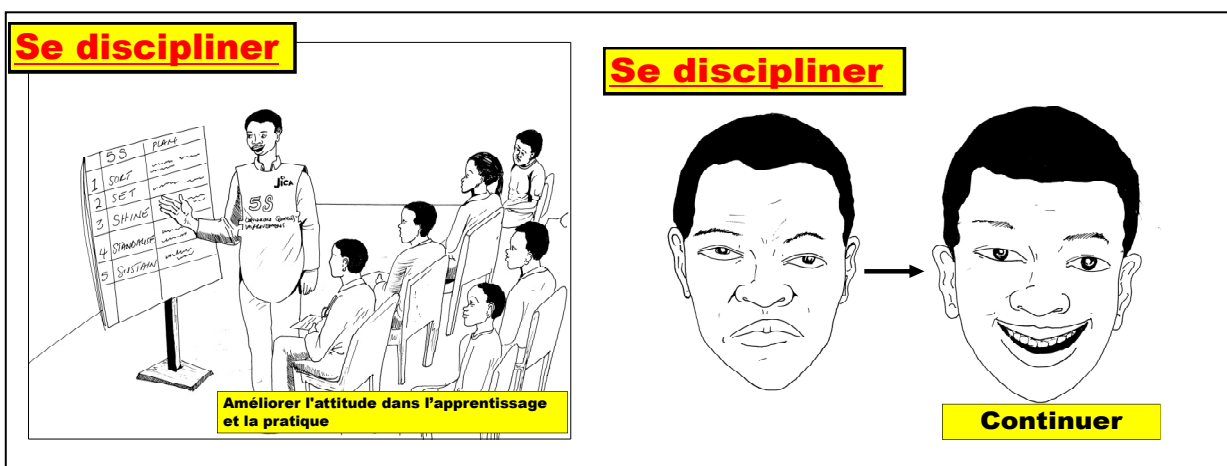 Se discipliner
5S PLAN
1 SORT
2 SET
3 SHINE
4 STANDARDISE
5 SUSTAIN
JICA
5S
Améliorer l'attitude dans l’apprentissage
et la pratique
Se discipliner
Continuer